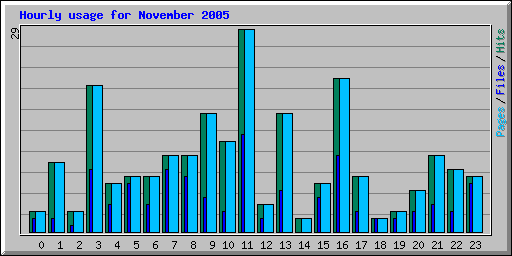 Hourly usage for November 2005
29
Pages/Files/Hits
0 1 2 3 4 5 6 7 8 9 10 11 12 13 14 15 16 17 18 19 20 21 22 23